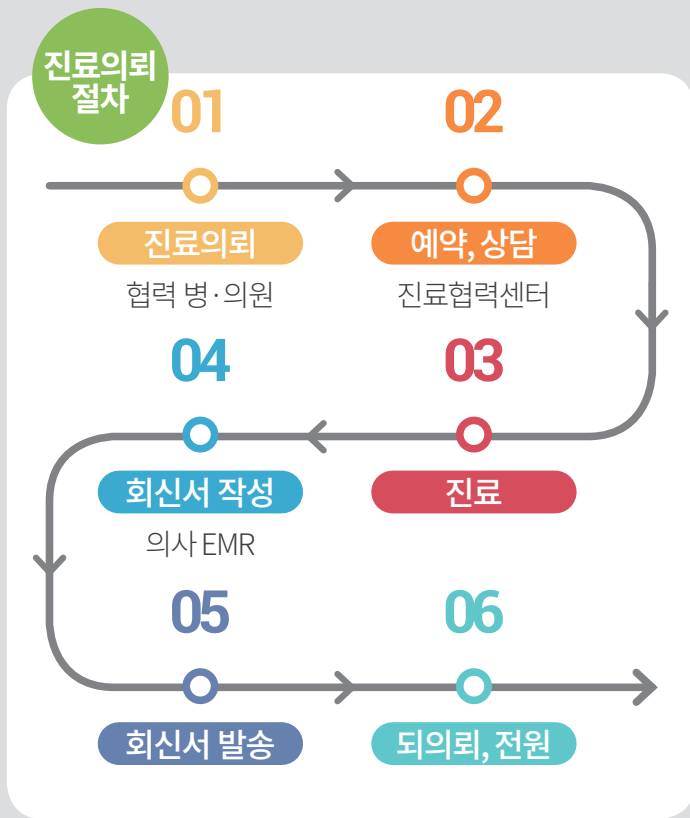 진료의뢰
절차
01
진료의뢰
협력 병·의원
02
예약, 상담
진료협력센터
03
진료
04
회신서 작성
의사 EMR
05
회신서 발송
06
되의뢰, 전원